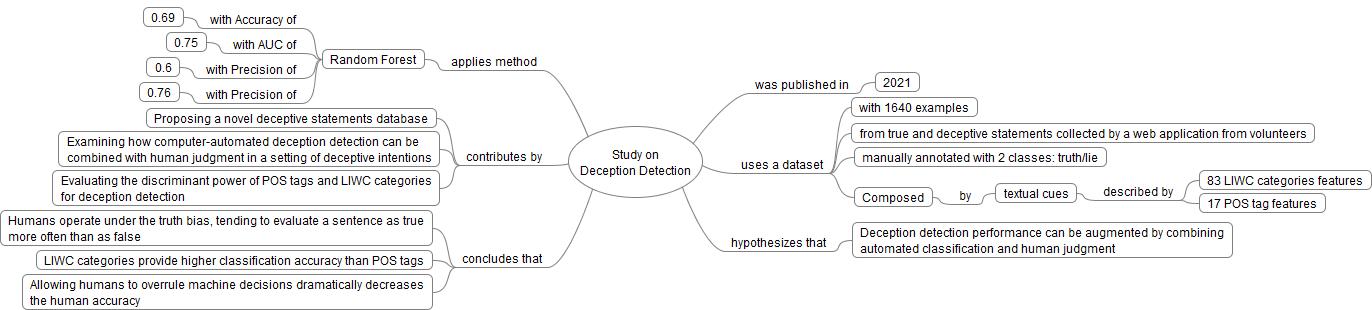 0.69
with Accuracy of
0.75
with AUC of
0.6
with Precision of
0.76
with Precision of
Random Forest
applies method
Proposing a novel deceptive statements database
Examining how computer-automated deception detection can be
combined with human judgment in a setting of deceptive intentions
Evaluating the discriminant power of POS tags and LIWC categories
for deception detection
contributes by
Humans operate under the truth bias, tending to evaluate a sentence as true
more often than as false
LIWC categories provide higher classification accuracy than POS tags
Allowing humans to overrule machine decisions dramatically decreases
the human accuracy
concludes that
Study on
Deception Detection
was published in
2021
uses a dataset
with 1640 examples
from true and deceptive statements collected by a web application from volunteers
manually annotated with 2 classes: truth/lie
Composed
by
textual cues
described by
83 LIWC categories features
17 POS tag features
hypothesizes that
Deception detection performance can be augmented by combining
automated classification and human judgment